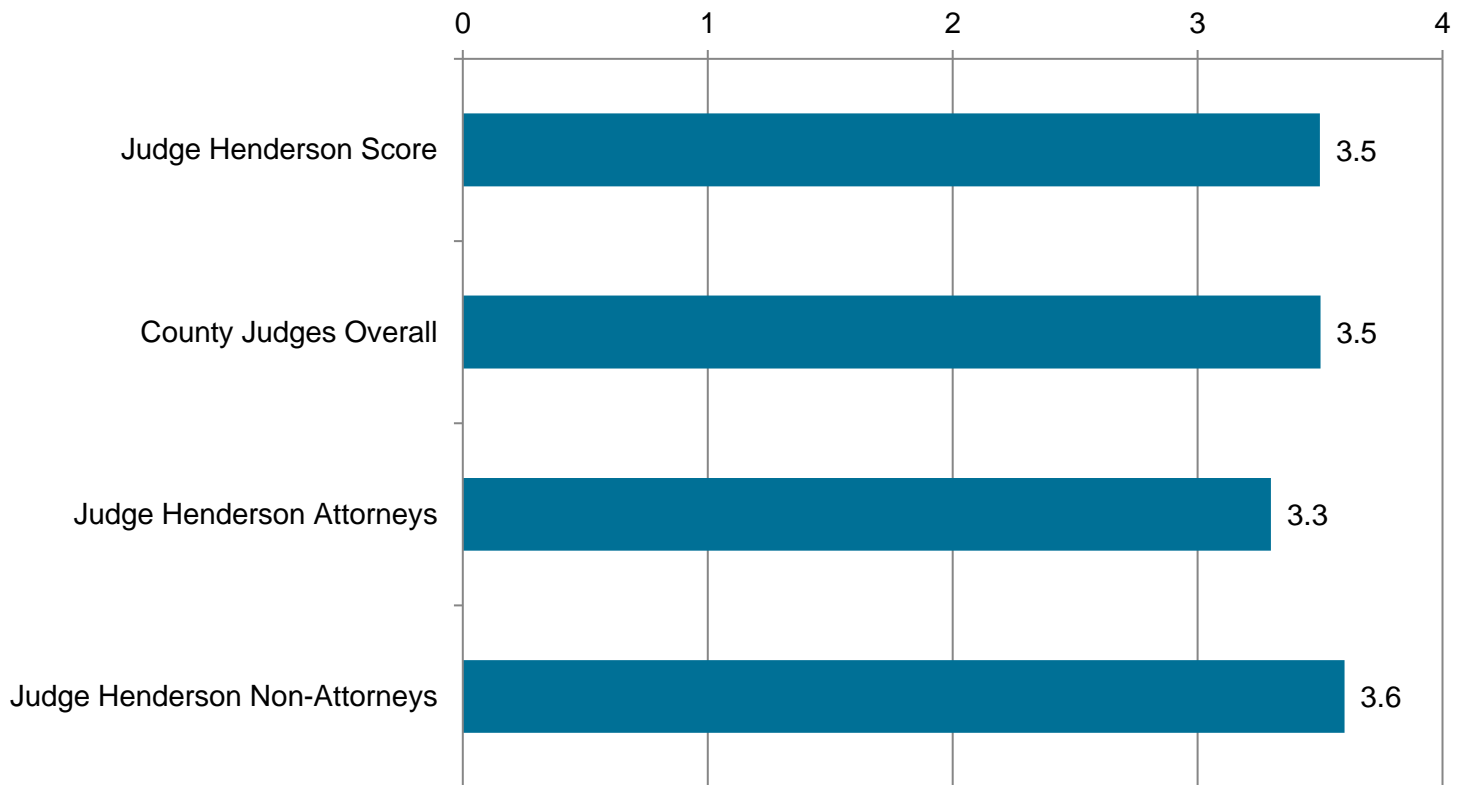 0 1 2 3 4
Judge Henderson Score 3.5
County Judges Overall 3.5
Judge Henderson Attorneys 3.3
Judge Henderson Non-Attorneys 3.6